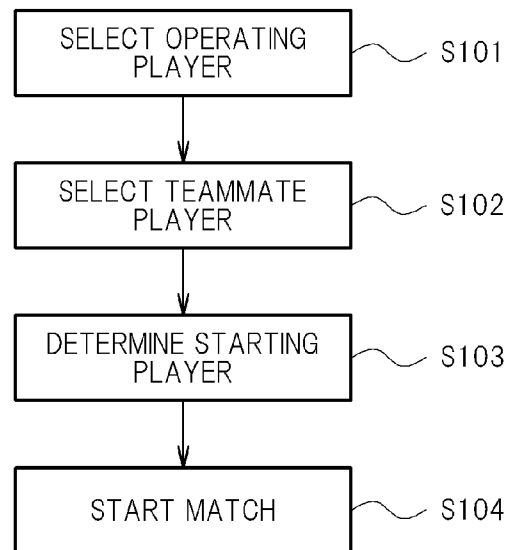 SELECT OPERATING
PLAYER
S101
SELECT TEAMMATE
PLAYER
S102
DETERMINE STARTING
PLAYER
S103
START MATCH
S104